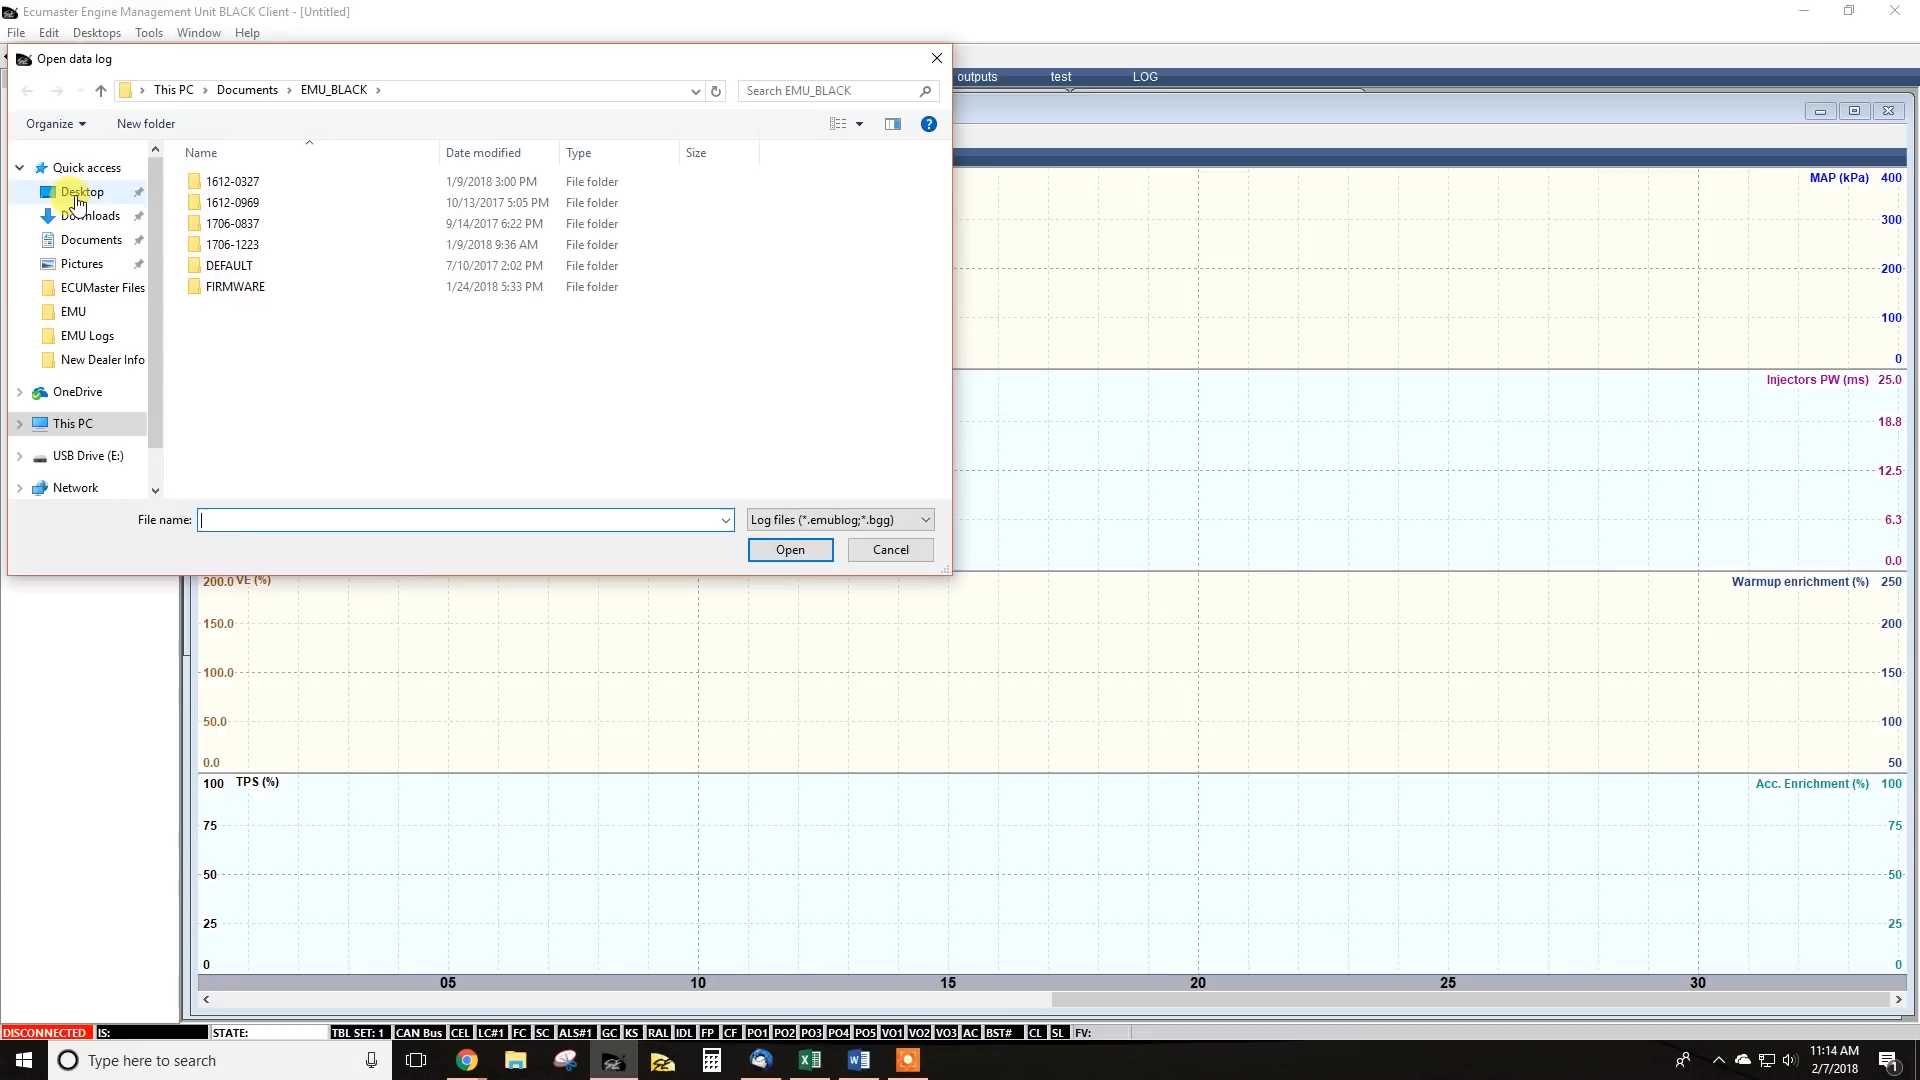 Ecumaster Engine Management Unit BLACK Client - [Untitled]
File Edit Desktops Tools Window Help
Open data log
outputs test LOG
This PC Documents EMU_BLACK
Search EMU_BLACK
Organize New folder
Name Date modified Type Size
Quick access
Desktop
Downloads
Documents
Pictures
ECUMaster Files
EMU
EMU Logs
New Dealer Info
OneDrive
This PC
USB Drive (E:)
Network
1612-0327 1/9/2018 3:00 PM File folder
1612-0969 10/13/2017 5:05 PM File folder
1706-0837 9/14/2017 6:22 PM File folder
1706-1223 1/9/2018 9:36 AM File folder
DEFAULT 7/10/2017 2:02 PM File folder
FIRMWARE 1/24/2018 5:33 PM File folder
File name: Log files (*.emublog;*.bgg)
Open Cancel
MAP (kPa) 400
300
200
100
0
Injectors PW (ms) 25.0
18.8
12.5
6.3
0.0
200.0 VE (%) Warmup enrichment (%) 250
150.0 200
100.0 150
50.0 100
0.0 50
100 TPS (%) Acc. Enrichment (%) 100
75 75
50 50
25 25
0 0
05 10 15 20 25 30
DISCONNECTED IS: STATE: TBL SET: 1 CAN Bus CEL LC#1 FC SC ALS#1 GC KS RAL IDL FP CF PO1 PO2 PO3 PO4 PO5 VO1 VO2 VO3 AC BST# CL SL FV:
Type here to search
11:14 AM
2/7/2018
1